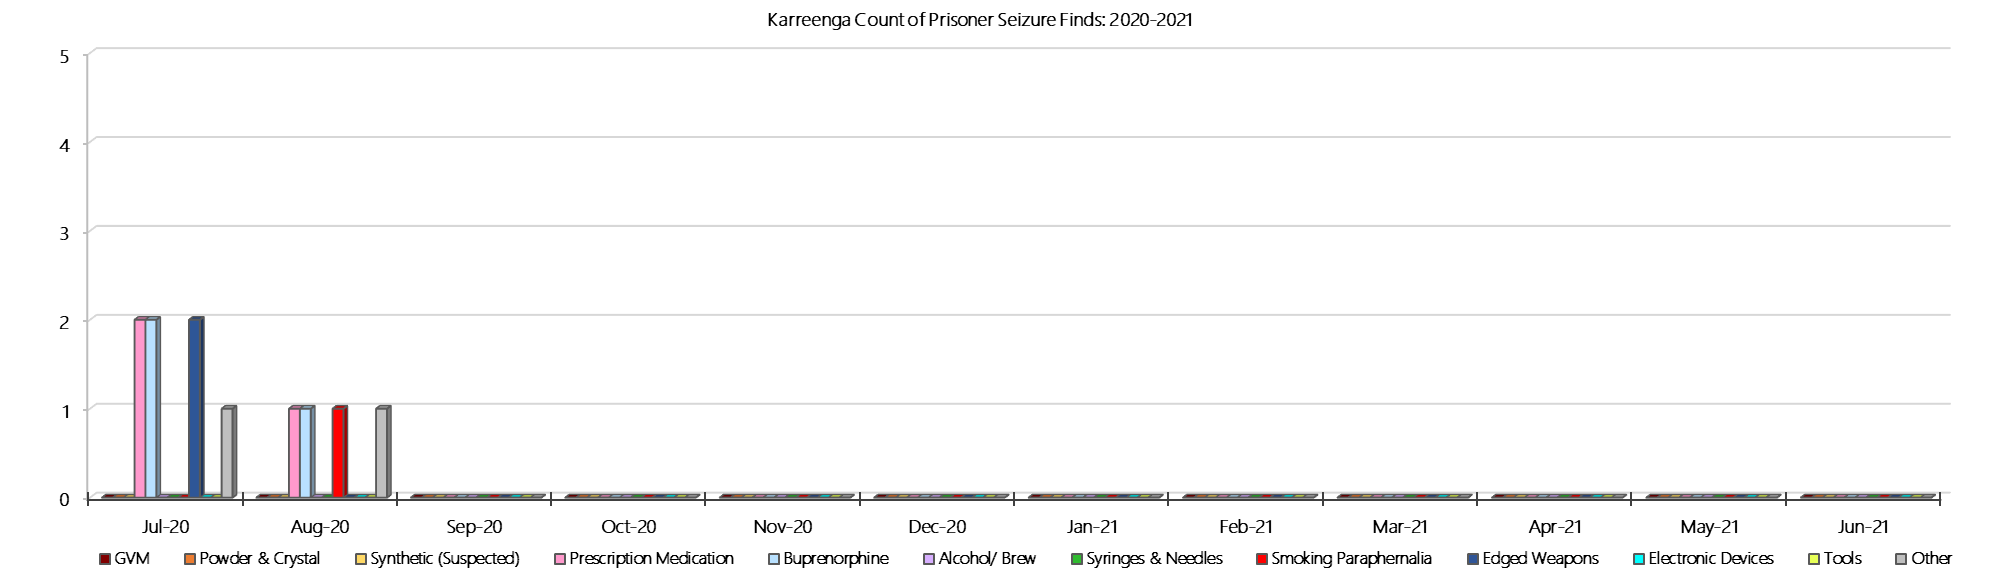 Karreenga Count of Prisoner Seizure Finds: 2020-2021
5
4
3
2
1
0
Jul-20 Aug-20 Sep-20 Oct-20 Nov-20 Dec-20 Jan-21 Feb-21 Mar-21 Apr-21 May-21 Jun-21
GVM Powder & Crystal Synthetic (Suspected) Prescription Medication Buprenorphine Alcohol/ Brew Syringes & Needles Smoking Paraphernalia Edged Weapons Electronic Devices Tools Other